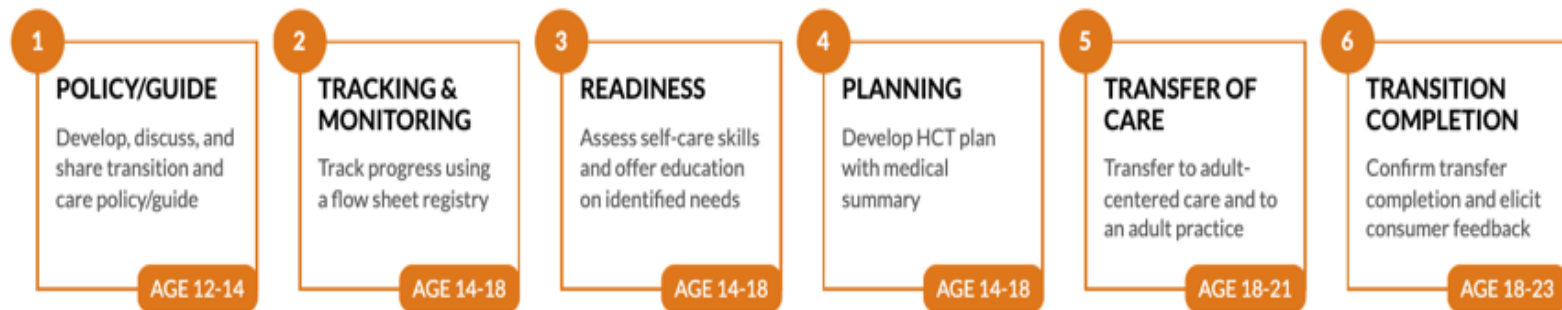 1
POLICY/GUIDE
Develop, discuss, and
share transition and
care policy/guide
AGE 12-14
2
TRACKING &
MONITORING
Track progress using
a flow sheet registry
AGE 14-18
3
READINESS
Assess self-care skills
and offer education
on identified needs
AGE 14-18
4
PLANNING
Develop HCT plan
with medical
summary
AGE 14-18
5
TRANSFER OF
CARE
Transfer to adult-
centered care and to
an adult practice
AGE 18-21
6
TRANSITION
COMPLETION
Confirm transfer
completion and elicit
consumer feedback
AGE 18-23